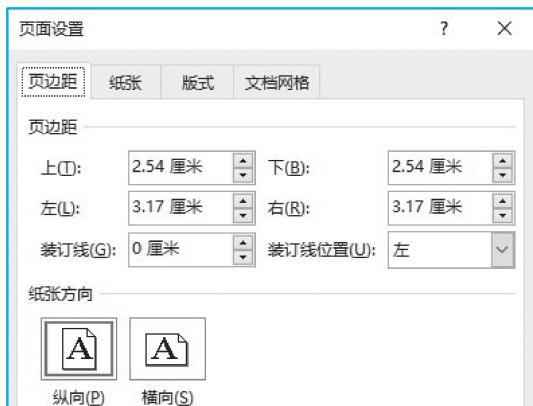 页面设置 ? ×
页边距 纸张 版式 文档网格
页边距
上(T): 2.54 厘米 下(B): 2.54 厘米
左(L): 3.17 厘米 右(R): 3.17 厘米
装订线(G): 0 厘米 装订线位置(U): 左
纸张方向
A A
纵向(P) 横向(S)